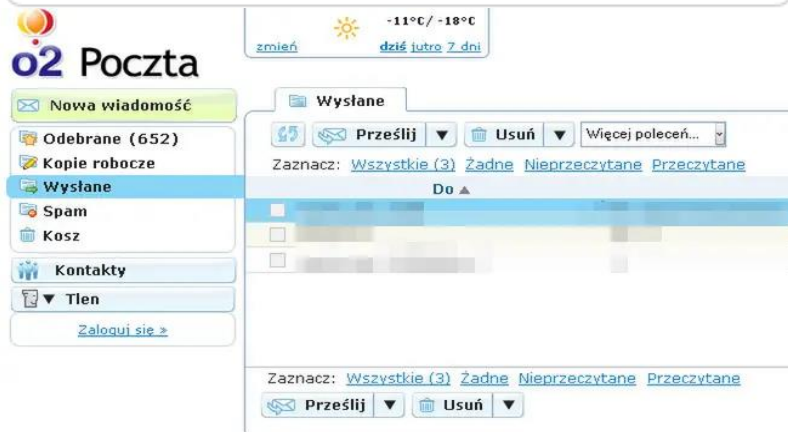 -11°C/ -18°C
zmień dziś jutro 7 dni
o2 Poczta
Nowa wiadomość
Odebrane (652)
Kopie robocze
Wysłane
Spam
Kosz
Kontakty
Tlen
Zaloguj się »
Wysłane
Prześlij Usuń Więcej poleceń...
Zaznacz: Wszystkie (3) Żadne Nieprzeczytane Przeczytane
Do
Zaznacz: Wszystkie (3) Żadne Nieprzeczytane Przeczytane
Prześlij Usuń